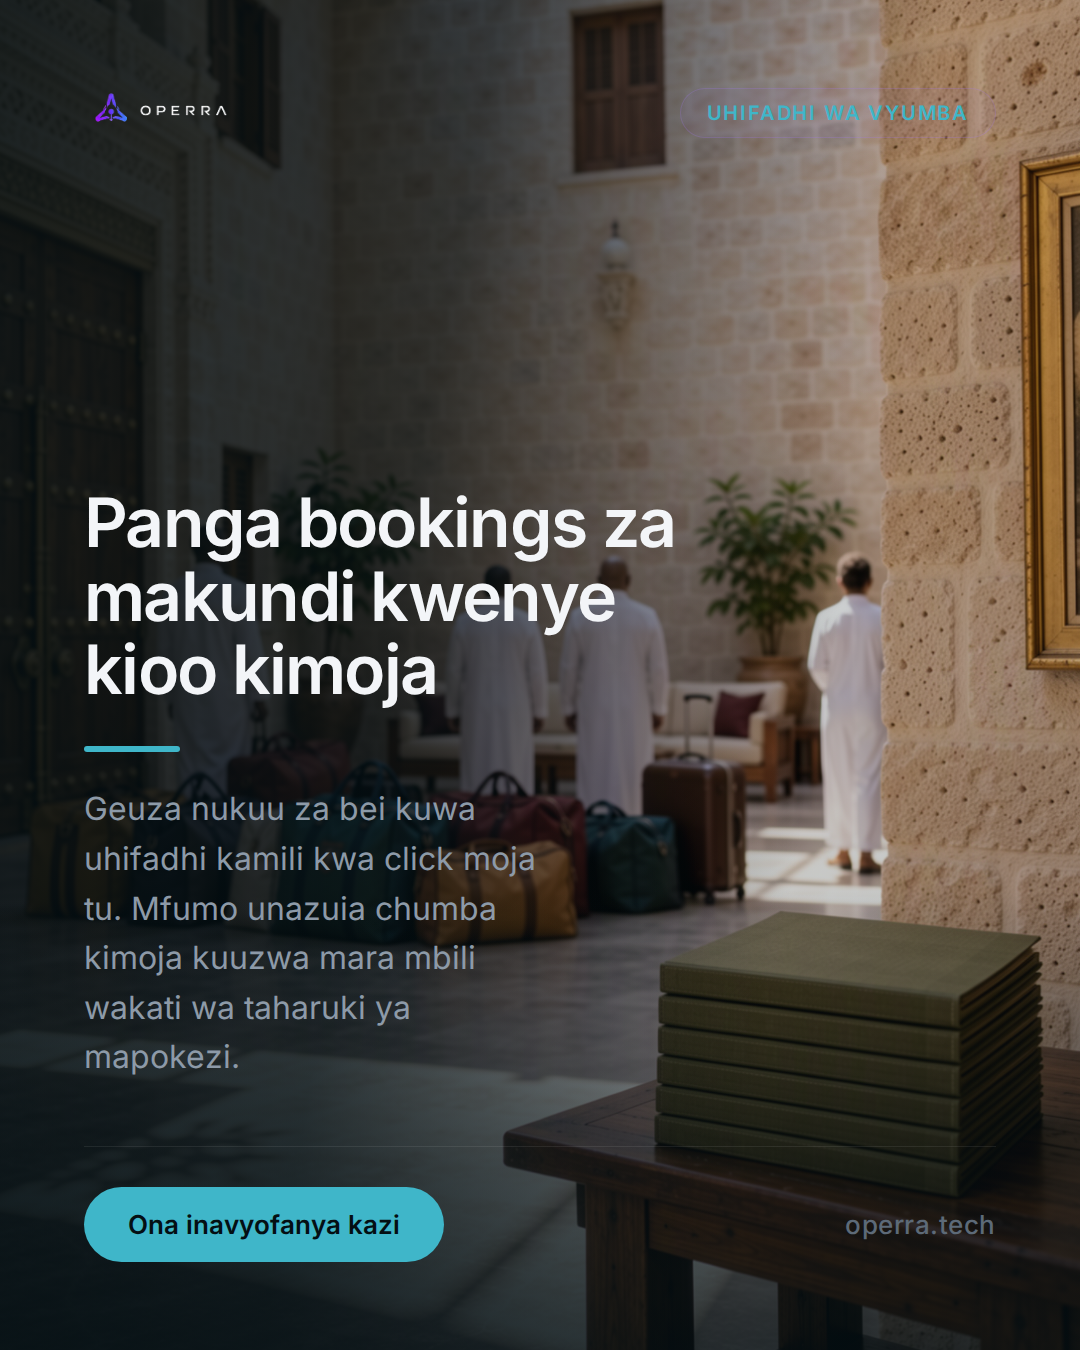 OPERRA
UHIFADHI WA VYUMBA
Panga bookings za
makundi kwenye
kioo kimoja
Geuza nukuu za bei kuwa
uhifadhi kamili kwa click moja
tu. Mfumo unazuia chumba
kimoja kuuzwa mara mbili
wakati wa taharuki ya
mapokezi.
Ona inavyofanya kazi
operra.tech